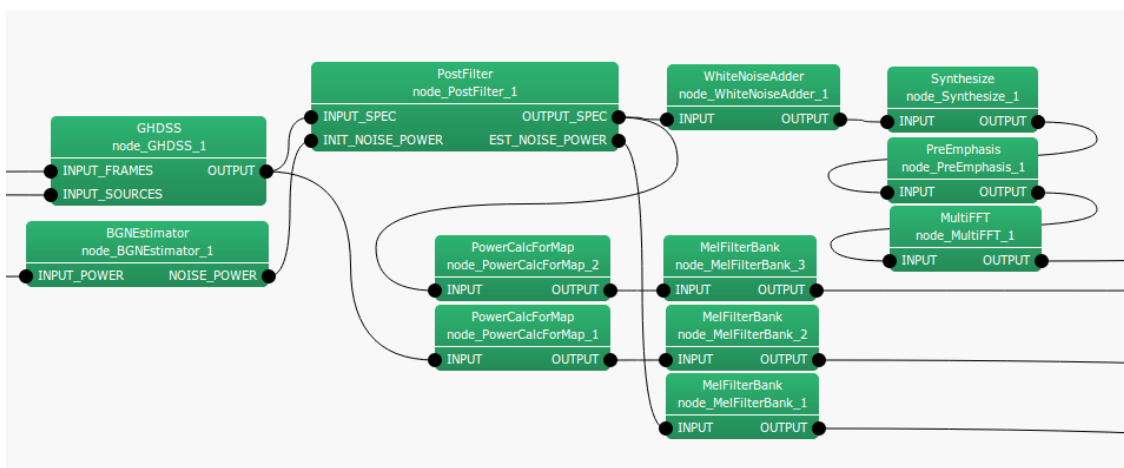 GHDSS
node_GHDSS_1
INPUT_FRAMES OUTPUT
INPUT_SOURCES
BGNEstimator
node_BGNEstimator_1
INPUT_POWER NOISE_POWER
PostFilter
node_PostFilter_1
INPUT_SPEC OUTPUT_SPEC
INIT_NOISE_POWER EST_NOISE_POWER
PowerCalcForMap
node_PowerCalcForMap_2
INPUT OUTPUT
PowerCalcForMap
node_PowerCalcForMap_1
INPUT OUTPUT
WhiteNoiseAdder
node_WhiteNoiseAdder_1
INPUT OUTPUT
MelFilterBank
node_MelFilterBank_3
INPUT OUTPUT
MelFilterBank
node_MelFilterBank_2
INPUT OUTPUT
MelFilterBank
node_MelFilterBank_1
INPUT OUTPUT
Synthesize
node_Synthesize_1
INPUT OUTPUT
PreEmphasis
node_PreEmphasis_1
INPUT OUTPUT
MultiFFT
node_MultiFFT_1
INPUT OUTPUT